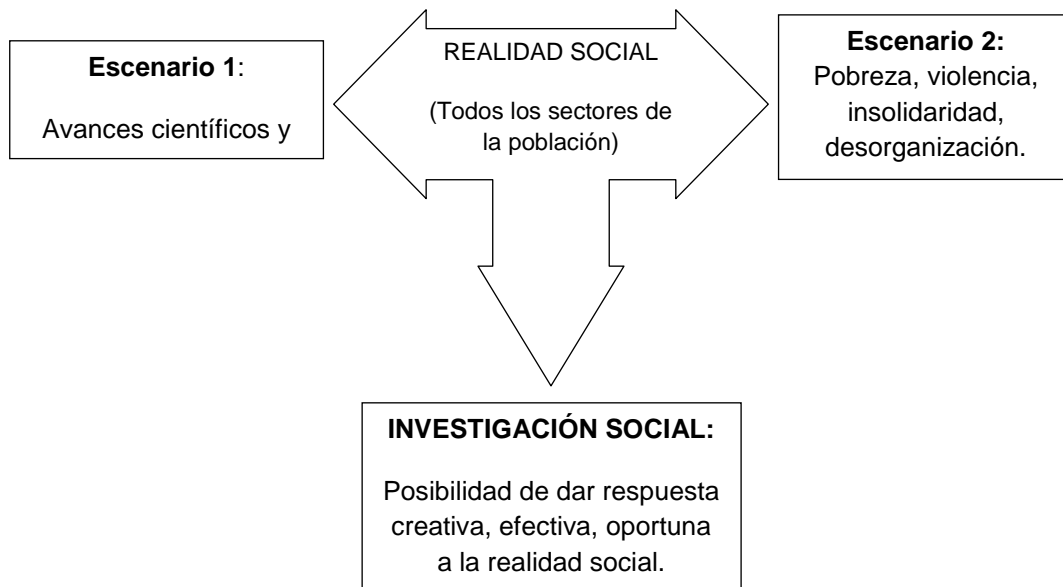 Escenario 1:
Avances científicos y
REALIDAD SOCIAL
(Todos los sectores de
la población)
Escenario 2:
Pobreza, violencia,
insolidaridad,
desorganización.
INVESTIGACIÓN SOCIAL:
Posibilidad de dar respuesta
creativa, efectiva, oportuna
a la realidad social.